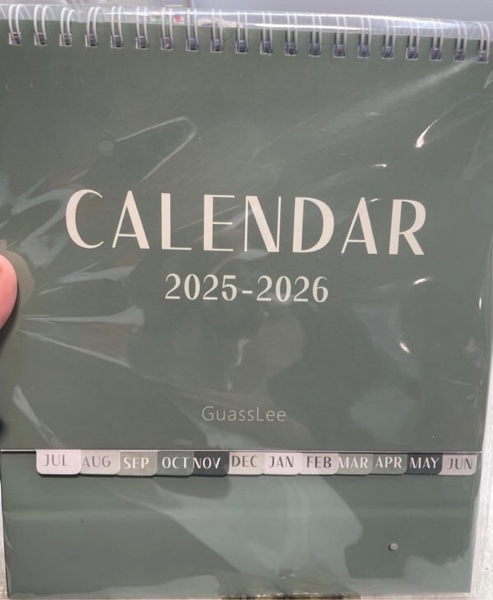 CALENDAR
2025-2026
GuassLee
JUL AUG SEP OCT NOV DEC JAN FEB MAR APR MAY JUN